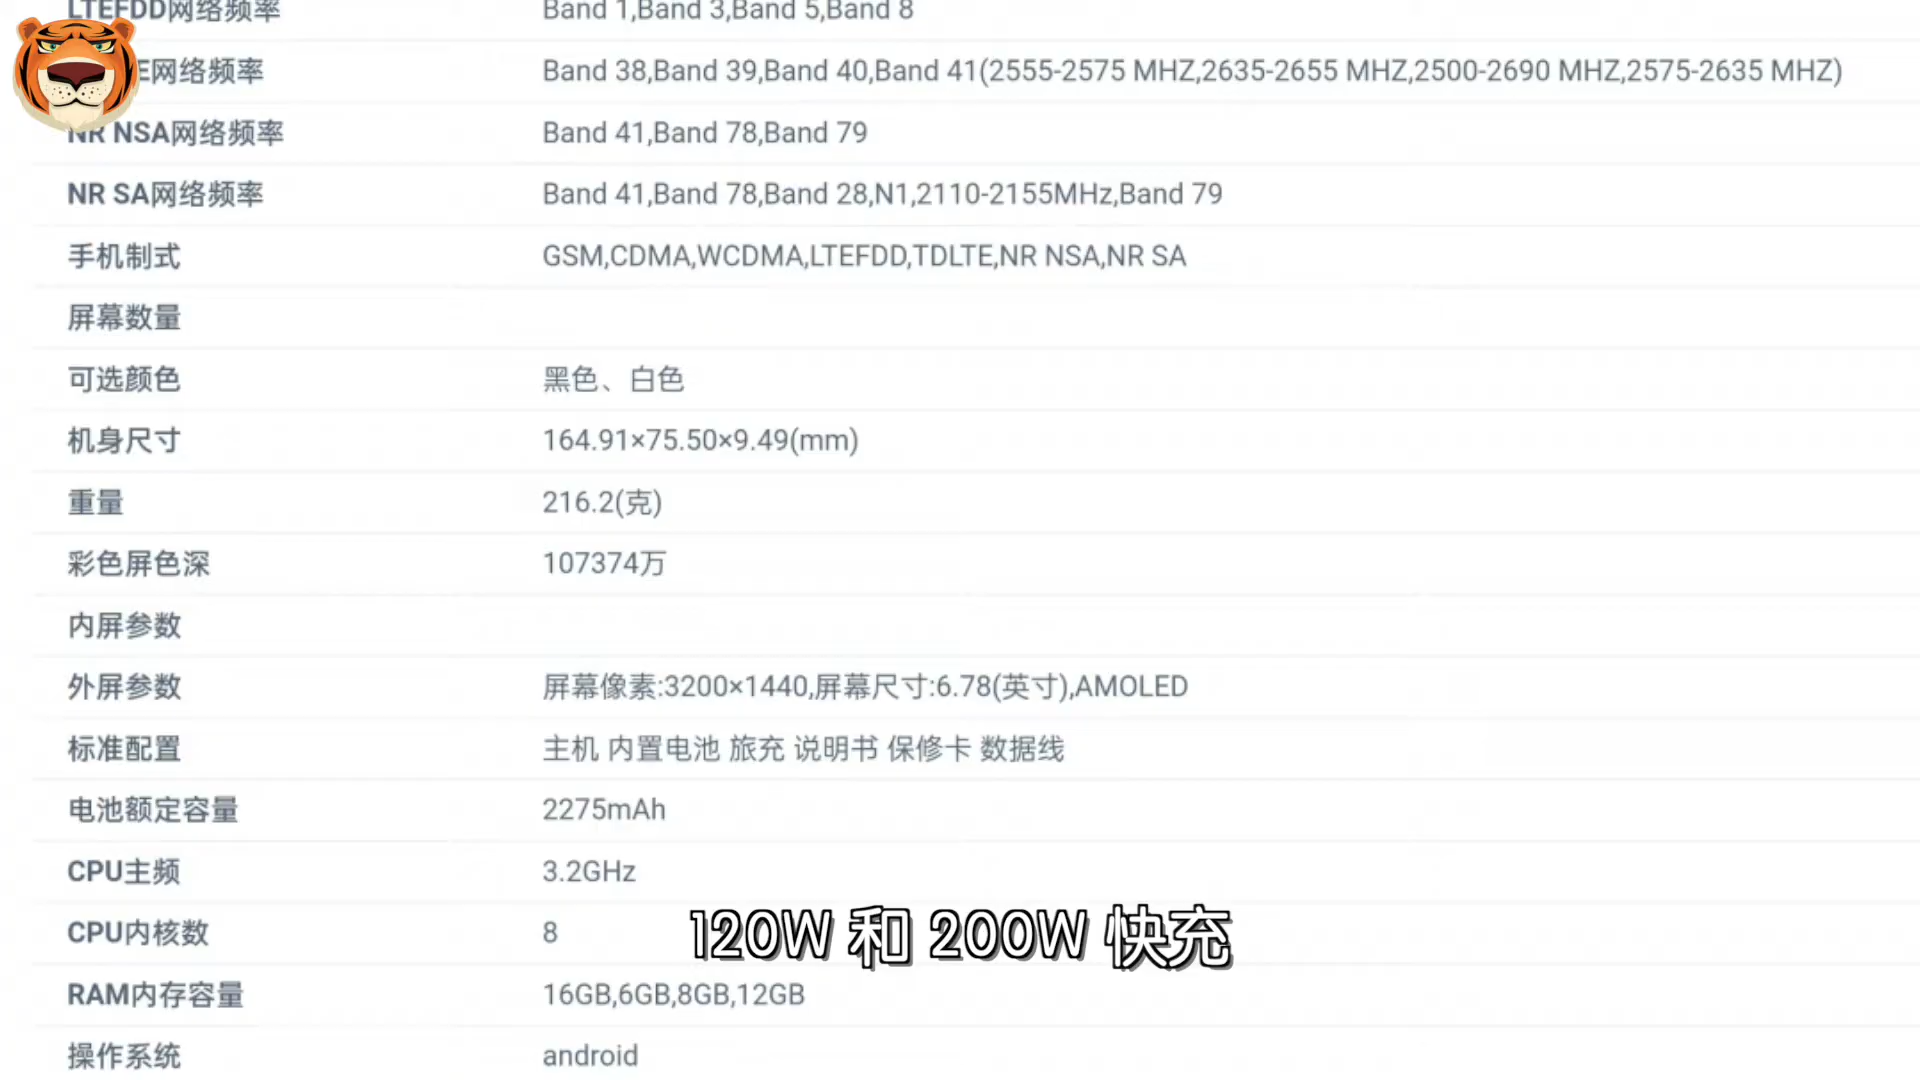 LTEFDD网络频率 Band 1,Band 3,Band 5,Band 8
E网络频率 Band 38,Band 39,Band 40,Band 41(2555-2575 MHZ,2635-2655 MHZ,2500-2690 MHZ,2575-2635 MHZ)
NR NSA网络频率 Band 41,Band 78,Band 79
NR SA网络频率 Band 41,Band 78,Band 28,N1,2110-2155MHz,Band 79
手机制式 GSM,CDMA,WCDMA,LTEFDD,TDLTE,NR NSA,NR SA
屏幕数量
可选颜色 黑色、白色
机身尺寸 164.91×75.50×9.49(mm)
重量 216.2(克)
彩色屏色深 107374万
内屏参数
外屏参数 屏幕像素:3200×1440,屏幕尺寸:6.78(英寸),AMOLED
标准配置 主机 内置电池 旅充 说明书 保修卡 数据线
电池额定容量 2275mAh
CPU主频 3.2GHz
CPU内核数 8
120W 和 200W 快充
RAM内存容量 16GB,6GB,8GB,12GB
操作系统 android